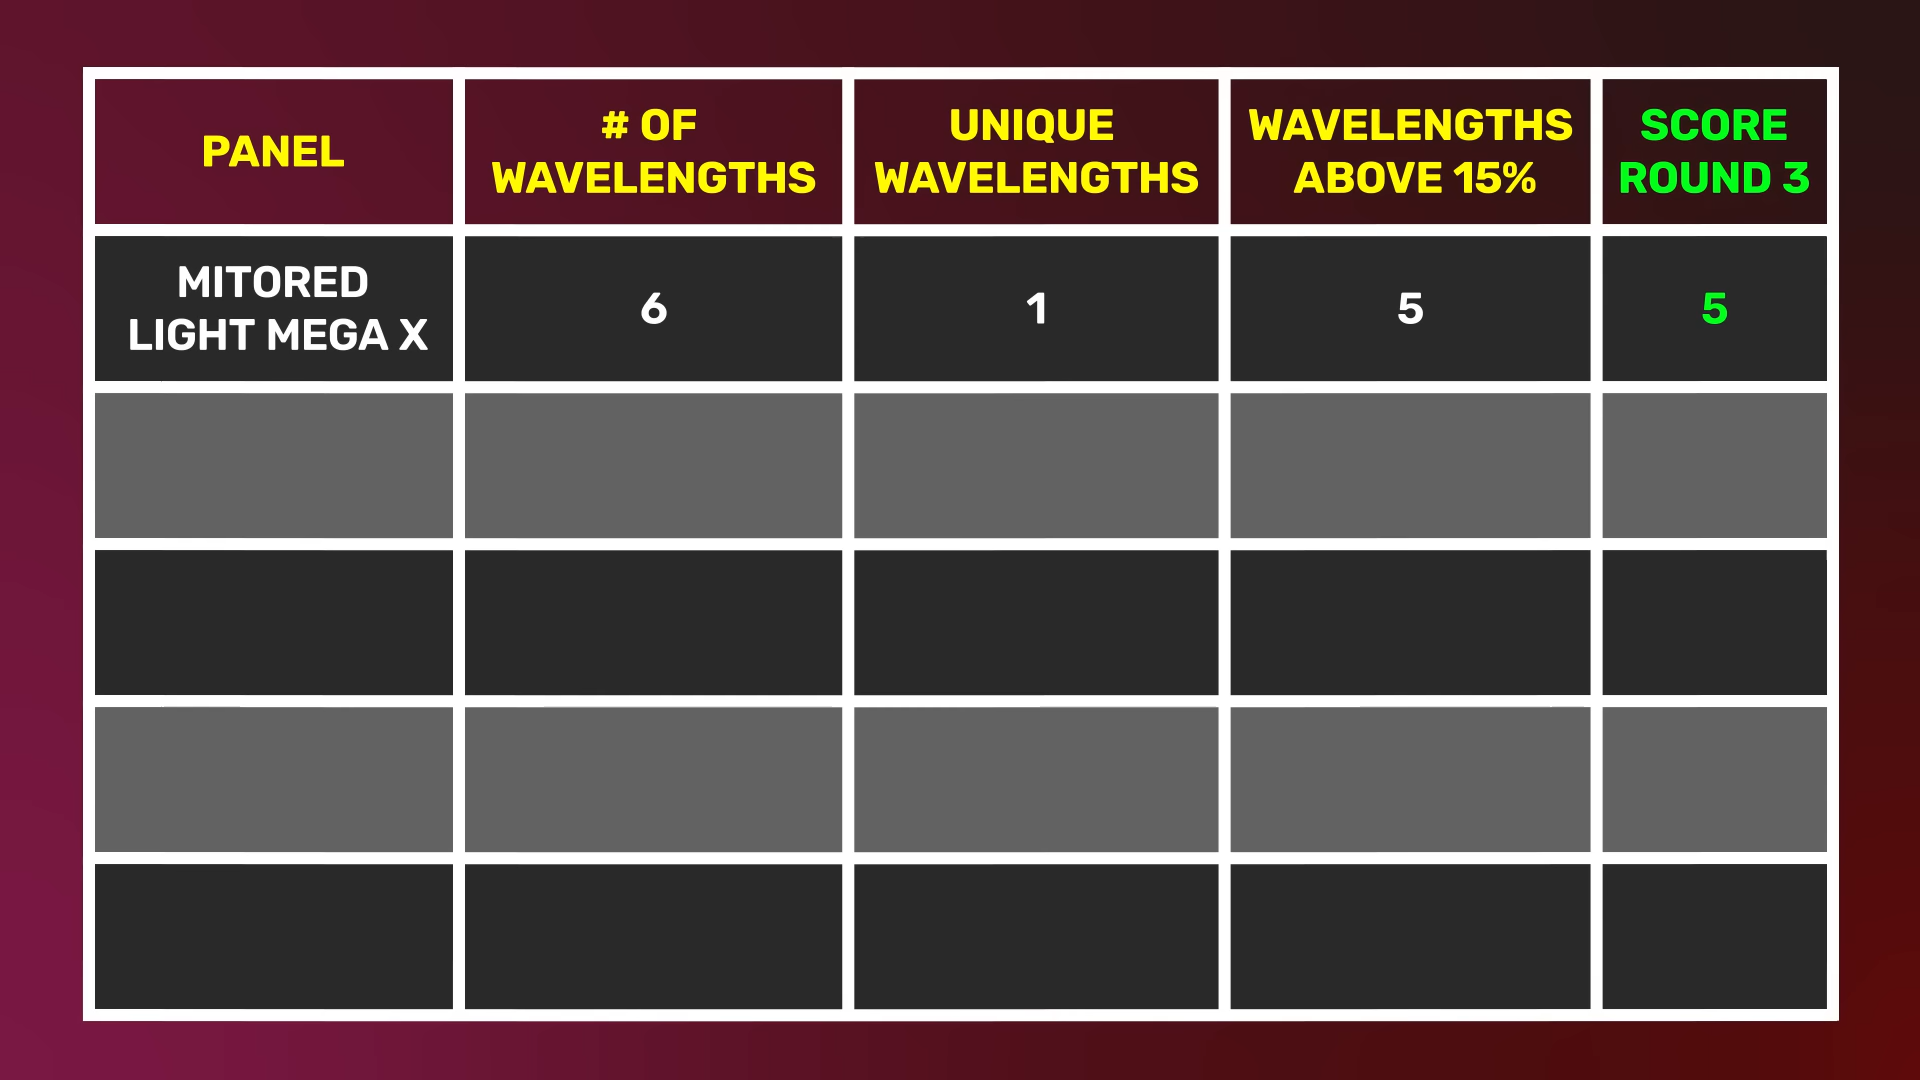 PANEL
# OF
WAVELENGTHS
UNIQUE
WAVELENGTHS
WAVELENGTHS
ABOVE 15%
SCORE
ROUND 3
MITORED
LIGHT MEGA X
6
1
5
5